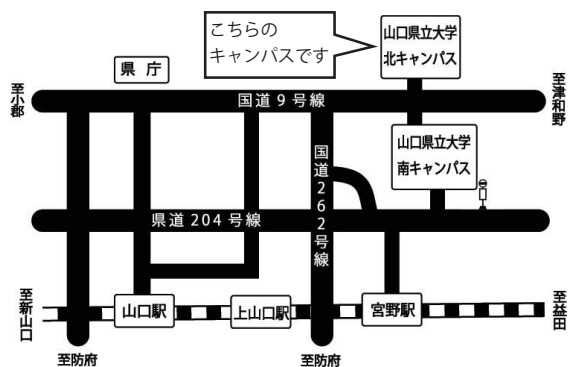 こちらの
キャンパスです
山口県立大学
北キャンパス
県 庁
至小郡
国道9号線
至津和野
山口県立大学
南キャンパス
国道262号線
県道204号線
至新山口
山口駅
上山口駅
宮野駅
至益田
至防府
至防府